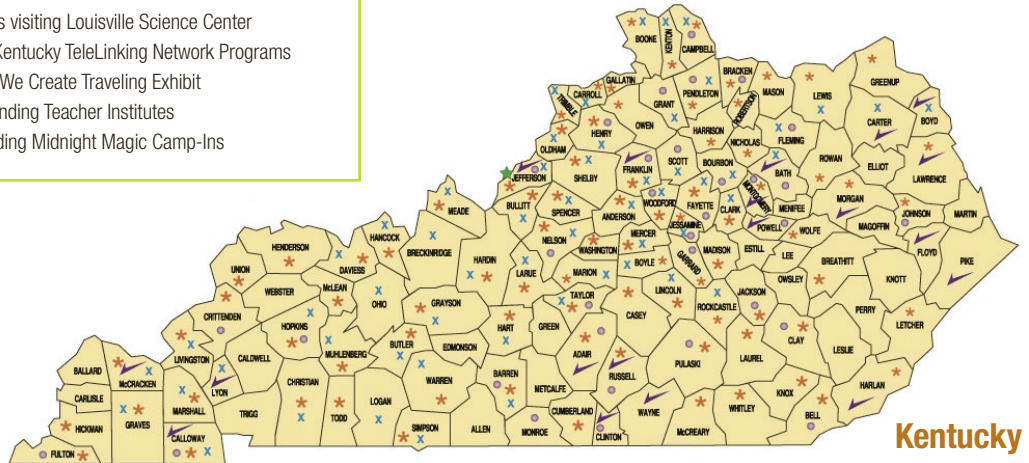 s visiting Louisville Science Center
Kentucky TeleLinking Network Programs
We Create Traveling Exhibit
nding Teacher Institutes
ding Midnight Magic Camp-Ins
BOONE
KENTON
CAMPBELL
GALLATIN
CARROLL
TRIMBLE
GRANT
PENDLETON
BRACKEN
MASON
ROBERTSON
LEWIS
GREENUP
HENRY
OWEN
HARRISON
NICHOLAS
FLEMING
CARTER
BOYD
OLDHAM
JEFFERSON
SHELBY
FRANKLIN
SCOTT
BOURBON
BATH
ROWAN
ELLIOT
LAWRENCE
MEADE
BULLITT
SPENCER
ANDERSON
WOODFORD
FAYETTE
CLARK
MONTGOMERY
MENIFEE
MORGAN
JOHNSON
MARTIN
HANCOCK
BRECKINRIDGE
NELSON
WASHINGTON
MERCER
JESSAMINE
MADISON
POWELL
ESTILL
WOLFE
MAGOFFIN
FLOYD
PIKE
HENDERSON
DAVIESS
HARDIN
LARUE
MARION
BOYLE
GARRARD
LEE
BREATHITT
KNOTT
UNION
WEBSTER
McLEAN
OHIO
GRAYSON
HART
GREEN
TAYLOR
CASEY
LINCOLN
ROCKCASTLE
JACKSON
OWSLEY
PERRY
LETCHER
CRITTENDEN
HOPKINS
MUHLENBERG
BUTLER
EDMONSON
ADAIR
PULASKI
LAUREL
CLAY
LESLIE
LIVINGSTON
CALDWELL
LYON
CHRISTIAN
WARREN
BARREN
METCALFE
RUSSELL
KNOX
HARLAN
BALLARD
McCRACKEN
CARLISLE
HICKMAN
GRAVES
MARSHALL
TRIGG
TODD
LOGAN
SIMPSON
ALLEN
MONROE
CUMBERLAND
CLINTON
WAYNE
McCREARY
WHITLEY
BELL
FULTON
CALLOWAY
Kentucky